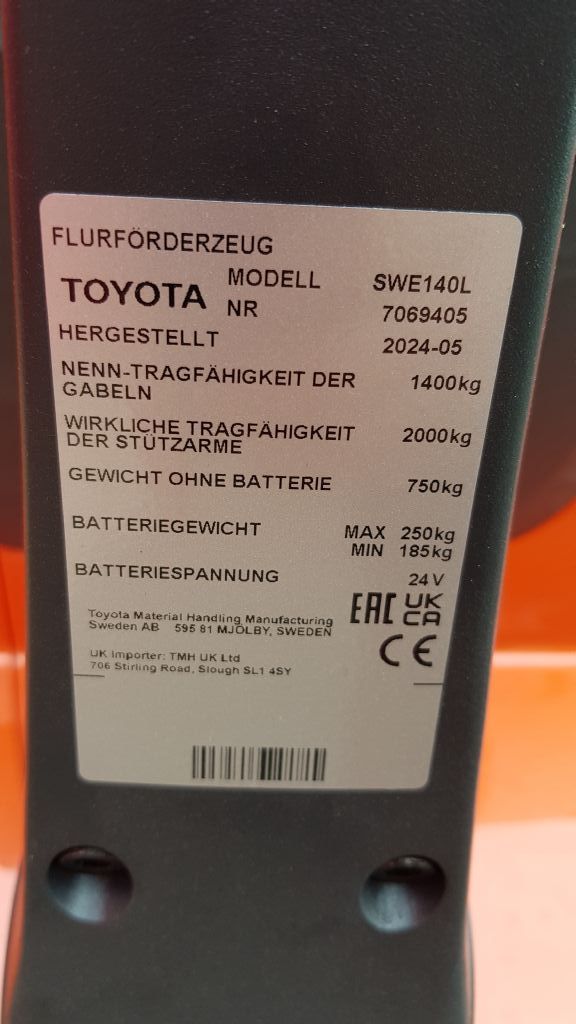 FLURFÖRDERZEUG
TOYOTA MODELL SWE140L
NR 7069405
HERGESTELLT 2024-05
NENN-TRAGFÄHIGKEIT DER GABELN 1400kg
WIRKLICHE TRAGFÄHIGKEIT DER STÜTZARME 2000kg
GEWICHT OHNE BATTERIE 750kg
BATTERIEGEWICHT MAX 250kg
MIN 185kg
BATTERIESPANNUNG 24V
Toyota Material Handling Manufacturing
Sweden AB 595 81 MJÖLBY, SWEDEN
EAC UK CA
CE
UK Importer: TMH UK Ltd
706 Stirling Road, Slough SL1 4SY